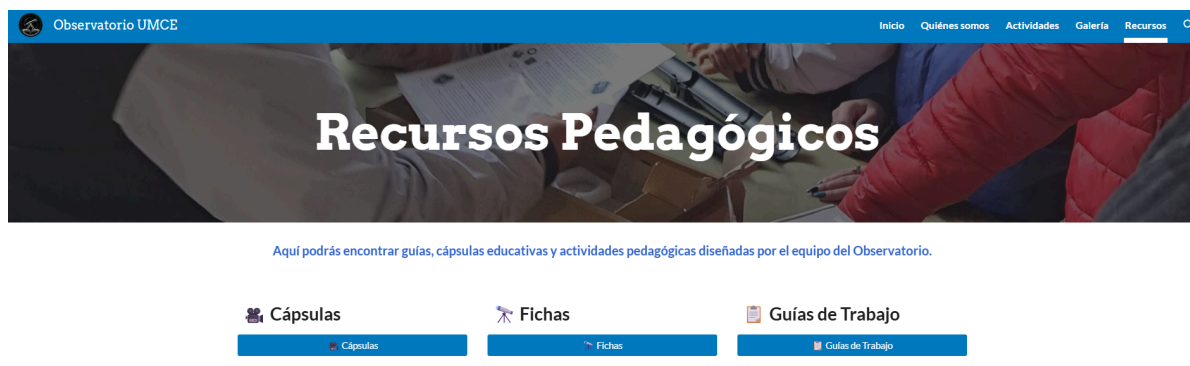 Observatorio UMCE
Inicio Quiénes somos Actividades Galería Recursos
Recursos Pedagógicos
Aquí podrás encontrar guías, cápsulas educativas y actividades pedagógicas diseñadas por el equipo del Observatorio.
Cápsulas Fichas Guías de Trabajo
Cápsulas Fichas Guías de Trabajo